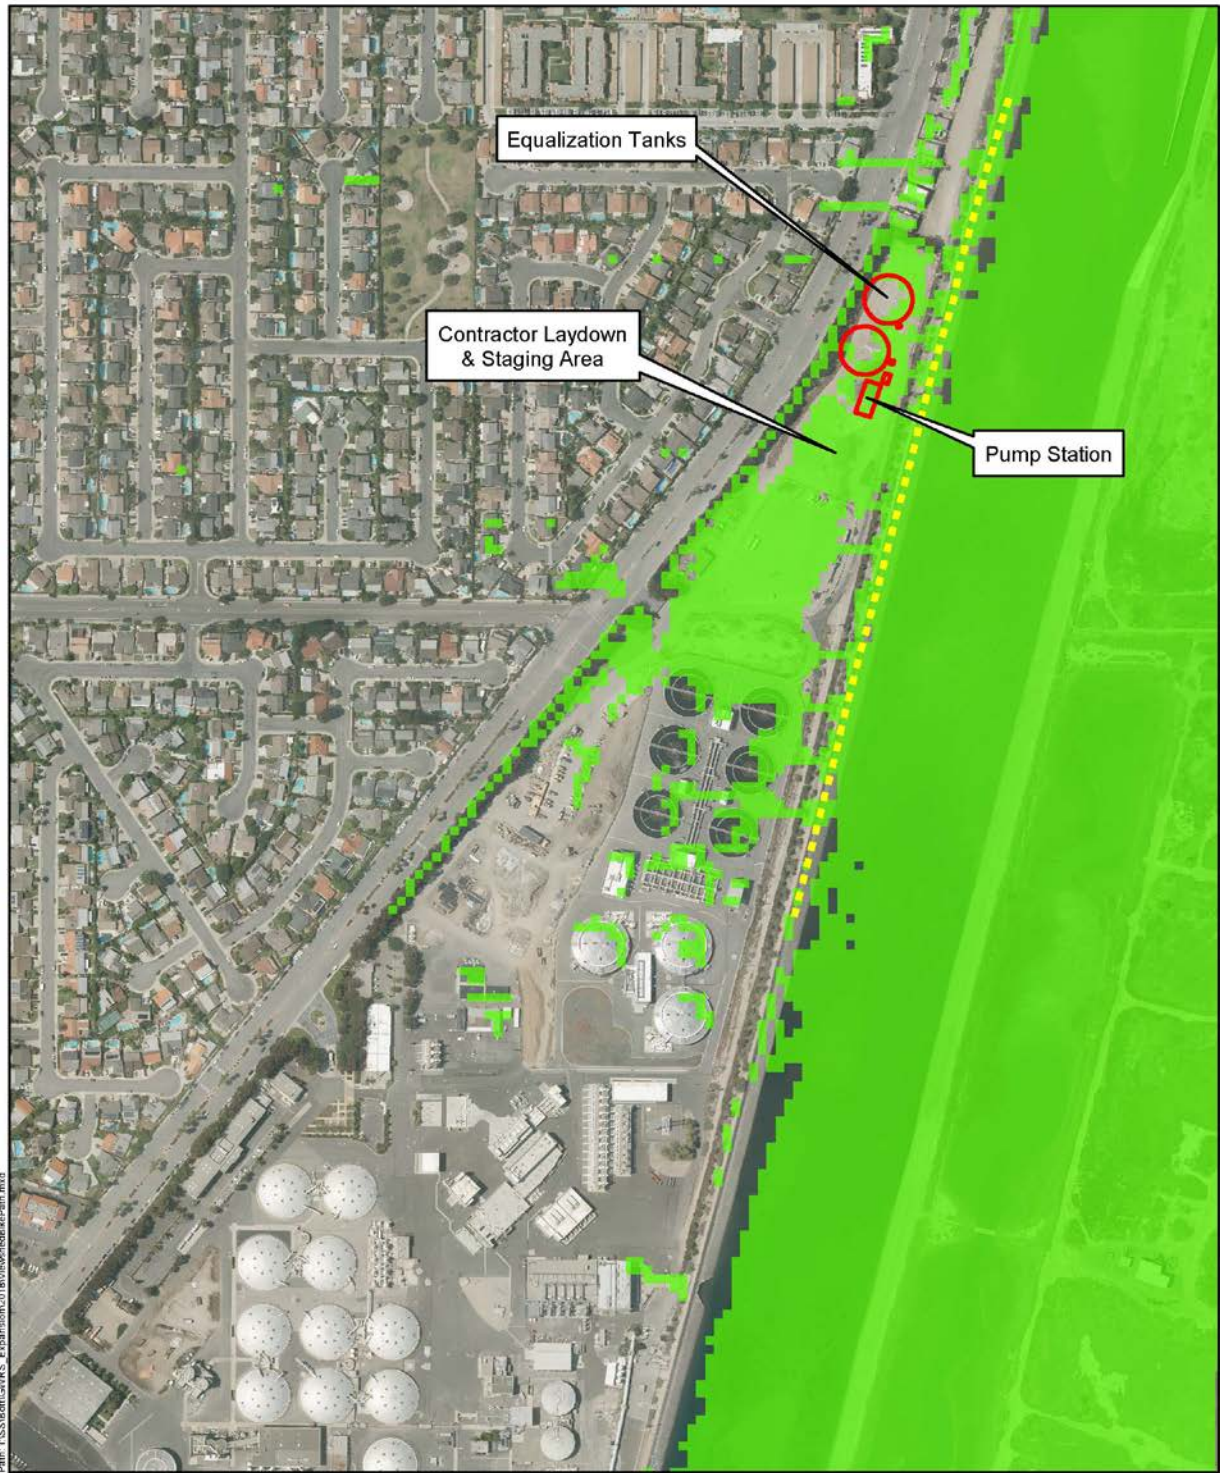 Equalization Tanks
Contractor Laydown
& Staging Area
Pump Station